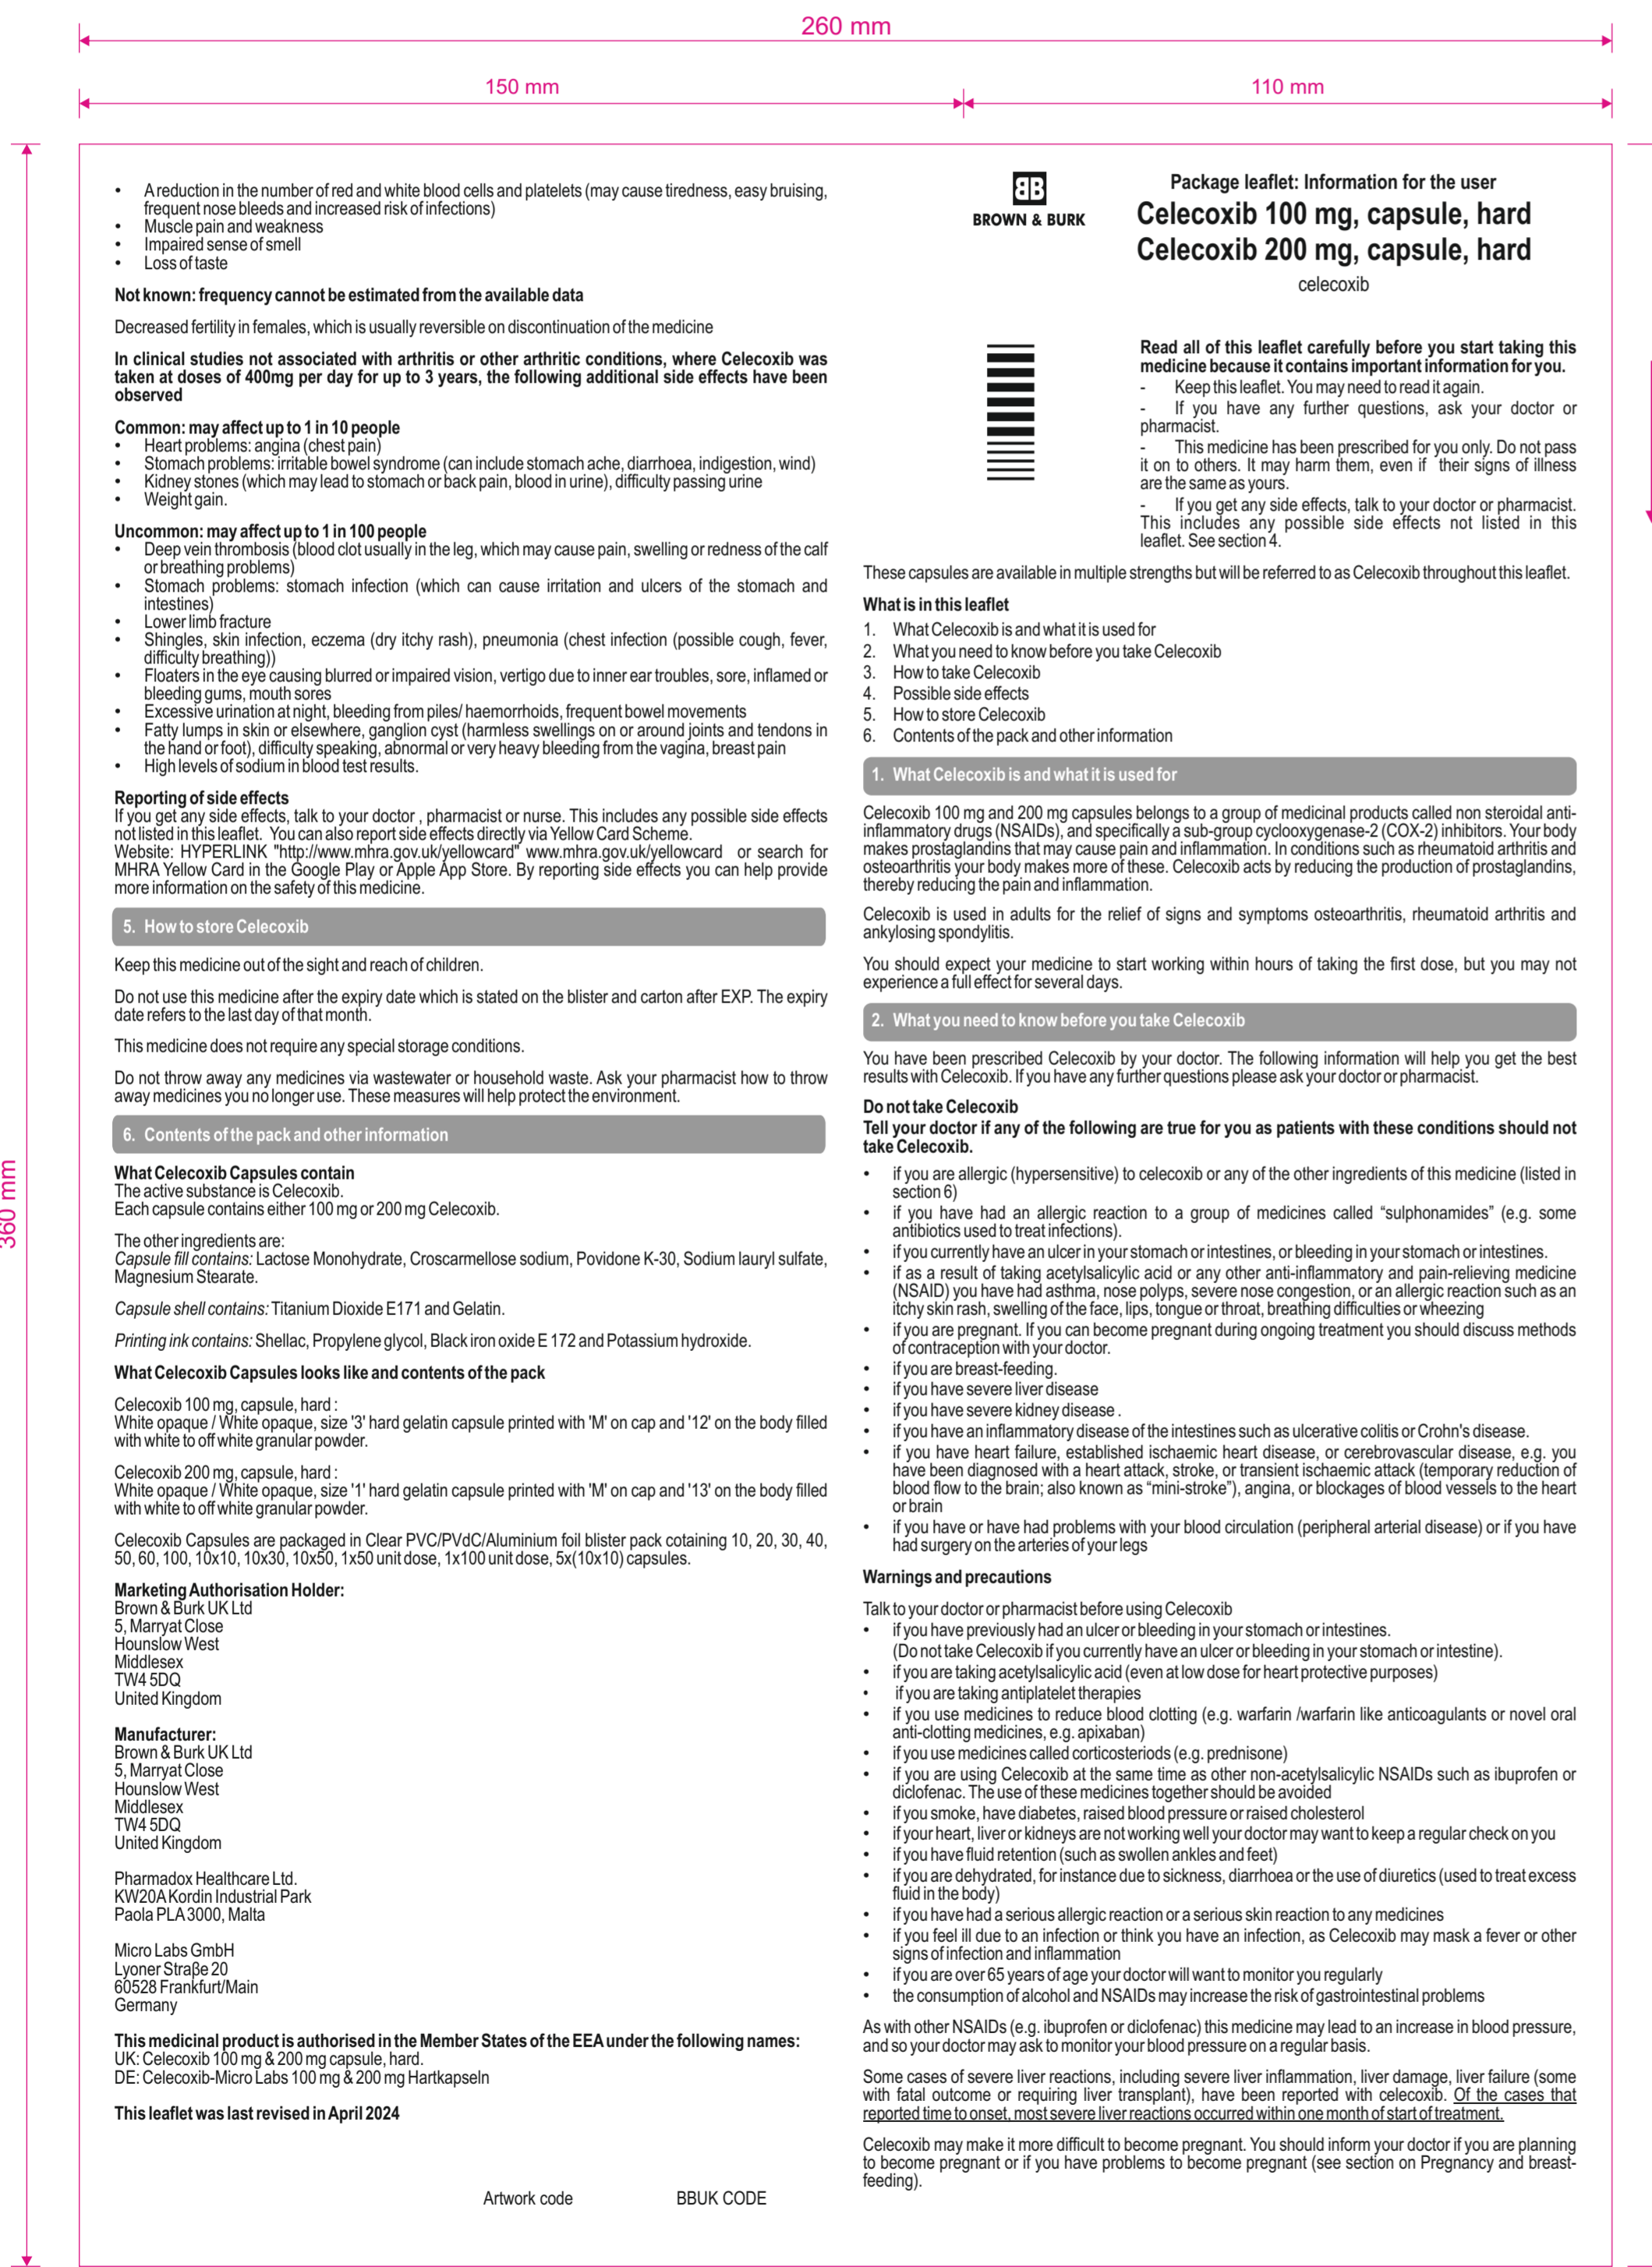 260 mm
150 mm
110 mm
360 mm
• A reduction in the number of red and white blood cells and platelets (may cause tiredness, easy bruising,
frequent nose bleeds and increased risk of infections)
• Muscle pain and weakness
• Impaired sense of smell
• Loss of taste
Not known: frequency cannot be estimated from the available data
Decreased fertility in females, which is usually reversible on discontinuation of the medicine
In clinical studies not associated with arthritis or other arthritic conditions, where Celecoxib was
taken at doses of 400mg per day for up to 3 years, the following additional side effects have been
observed
Common: may affect up to 1 in 10 people
• Heart problems: angina (chest pain)
• Stomach problems: irritable bowel syndrome (can include stomach ache, diarrhoea, indigestion, wind)
• Kidney stones (which may lead to stomach or back pain, blood in urine), difficulty passing urine
• Weight gain.
Uncommon: may affect up to 1 in 100 people
• Deep vein thrombosis (blood clot usually in the leg, which may cause pain, swelling or redness of the calf
or breathing problems)
• Stomach problems: stomach infection (which can cause irritation and ulcers of the stomach and
intestines)
• Lower limb fracture
• Shingles, skin infection, eczema (dry itchy rash), pneumonia (chest infection (possible cough, fever,
difficulty breathing))
• Floaters in the eye causing blurred or impaired vision, vertigo due to inner ear troubles, sore, inflamed or
bleeding gums, mouth sores
• Excessive urination at night, bleeding from piles/ haemorrhoids, frequent bowel movements
• Fatty lumps in skin or elsewhere, ganglion cyst (harmless swellings on or around joints and tendons in
the hand or foot), difficulty speaking, abnormal or very heavy bleeding from the vagina, breast pain
• High levels of sodium in blood test results.
Reporting of side effects
If you get any side effects, talk to your doctor , pharmacist or nurse. This includes any possible side effects
not listed in this leaflet. You can also report side effects directly via Yellow Card Scheme.
Website: HYPERLINK "http://www.mhra.gov.uk/yellowcard" www.mhra.gov.uk/yellowcard or search for
MHRA Yellow Card in the Google Play or Apple App Store. By reporting side effects you can help provide
more information on the safety of this medicine.
5. How to store Celecoxib
Keep this medicine out of the sight and reach of children.
Do not use this medicine after the expiry date which is stated on the blister and carton after EXP. The expiry
date refers to the last day of that month.
This medicine does not require any special storage conditions.
Do not throw away any medicines via wastewater or household waste. Ask your pharmacist how to throw
away medicines you no longer use. These measures will help protect the environment.
6. Contents of the pack and other information
What Celecoxib Capsules contain
The active substance is Celecoxib.
Each capsule contains either 100 mg or 200 mg Celecoxib.
The other ingredients are:
Capsule fill contains: Lactose Monohydrate, Croscarmellose sodium, Povidone K-30, Sodium lauryl sulfate,
Magnesium Stearate.
Capsule shell contains: Titanium Dioxide E171 and Gelatin.
Printing ink contains: Shellac, Propylene glycol, Black iron oxide E 172 and Potassium hydroxide.
What Celecoxib Capsules looks like and contents of the pack
Celecoxib 100 mg, capsule, hard :
White opaque / White opaque, size '3' hard gelatin capsule printed with 'M' on cap and '12' on the body filled
with white to off white granular powder.
Celecoxib 200 mg, capsule, hard :
White opaque / White opaque, size '1' hard gelatin capsule printed with 'M' on cap and '13' on the body filled
with white to off white granular powder.
Celecoxib Capsules are packaged in Clear PVC/PVdC/Aluminium foil blister pack cotaining 10, 20, 30, 40,
50, 60, 100, 10x10, 10x30, 10x50, 1x50 unit dose, 1x100 unit dose, 5x(10x10) capsules.
Marketing Authorisation Holder:
Brown & Burk UK Ltd
5, Marryat Close
Hounslow West
Middlesex
TW4 5DQ
United Kingdom
Manufacturer:
Brown & Burk UK Ltd
5, Marryat Close
Hounslow West
Middlesex
TW4 5DQ
United Kingdom
Pharmadox Healthcare Ltd.
KW20A Kordin Industrial Park
Paola PLA 3000, Malta
Micro Labs GmbH
Lyoner Straβe 20
60528 Frankfurt/Main
Germany
This medicinal product is authorised in the Member States of the EEA under the following names:
UK: Celecoxib 100 mg & 200 mg capsule, hard.
DE: Celecoxib-Micro Labs 100 mg & 200 mg Hartkapseln
This leaflet was last revised in April 2024
Artwork code BBUK CODE
BB
BROWN & BURK
Package leaflet: Information for the user
Celecoxib 100 mg, capsule, hard
Celecoxib 200 mg, capsule, hard
celecoxib
Read all of this leaflet carefully before you start taking this
medicine because it contains important information for you.
- Keep this leaflet. You may need to read it again.
- If you have any further questions, ask your doctor or
pharmacist.
- This medicine has been prescribed for you only. Do not pass
it on to others. It may harm them, even if their signs of illness
are the same as yours.
- If you get any side effects, talk to your doctor or pharmacist.
This includes any possible side effects not listed in this
leaflet. See section 4.
These capsules are available in multiple strengths but will be referred to as Celecoxib throughout this leaflet.
What is in this leaflet
1. What Celecoxib is and what it is used for
2. What you need to know before you take Celecoxib
3. How to take Celecoxib
4. Possible side effects
5. How to store Celecoxib
6. Contents of the pack and other information
1. What Celecoxib is and what it is used for
Celecoxib 100 mg and 200 mg capsules belongs to a group of medicinal products called non steroidal anti-
inflammatory drugs (NSAIDs), and specifically a sub-group cyclooxygenase-2 (COX-2) inhibitors. Your body
makes prostaglandins that may cause pain and inflammation. In conditions such as rheumatoid arthritis and
osteoarthritis your body makes more of these. Celecoxib acts by reducing the production of prostaglandins,
thereby reducing the pain and inflammation.
Celecoxib is used in adults for the relief of signs and symptoms osteoarthritis, rheumatoid arthritis and
ankylosing spondylitis.
You should expect your medicine to start working within hours of taking the first dose, but you may not
experience a full effect for several days.
2. What you need to know before you take Celecoxib
You have been prescribed Celecoxib by your doctor. The following information will help you get the best
results with Celecoxib. If you have any further questions please ask your doctor or pharmacist.
Do not take Celecoxib
Tell your doctor if any of the following are true for you as patients with these conditions should not
take Celecoxib.
• if you are allergic (hypersensitive) to celecoxib or any of the other ingredients of this medicine (listed in
section 6)
• if you have had an allergic reaction to a group of medicines called “sulphonamides” (e.g. some
antibiotics used to treat infections).
• if you currently have an ulcer in your stomach or intestines, or bleeding in your stomach or intestines.
• if as a result of taking acetylsalicylic acid or any other anti-inflammatory and pain-relieving medicine
(NSAID) you have had asthma, nose polyps, severe nose congestion, or an allergic reaction such as an
itchy skin rash, swelling of the face, lips, tongue or throat, breathing difficulties or wheezing
• if you are pregnant. If you can become pregnant during ongoing treatment you should discuss methods
of contraception with your doctor.
• if you are breast-feeding.
• if you have severe liver disease
• if you have severe kidney disease .
• if you have an inflammatory disease of the intestines such as ulcerative colitis or Crohn's disease.
• if you have heart failure, established ischaemic heart disease, or cerebrovascular disease, e.g. you
have been diagnosed with a heart attack, stroke, or transient ischaemic attack (temporary reduction of
blood flow to the brain; also known as “mini-stroke”), angina, or blockages of blood vessels to the heart
or brain
• if you have or have had problems with your blood circulation (peripheral arterial disease) or if you have
had surgery on the arteries of your legs
Warnings and precautions
Talk to your doctor or pharmacist before using Celecoxib
• if you have previously had an ulcer or bleeding in your stomach or intestines.
(Do not take Celecoxib if you currently have an ulcer or bleeding in your stomach or intestine).
• if you are taking acetylsalicylic acid (even at low dose for heart protective purposes)
• if you are taking antiplatelet therapies
• if you use medicines to reduce blood clotting (e.g. warfarin /warfarin like anticoagulants or novel oral
anti-clotting medicines, e.g. apixaban)
• if you use medicines called corticosteriods (e.g. prednisone)
• if you are using Celecoxib at the same time as other non-acetylsalicylic NSAIDs such as ibuprofen or
diclofenac. The use of these medicines together should be avoided
• if you smoke, have diabetes, raised blood pressure or raised cholesterol
• if your heart, liver or kidneys are not working well your doctor may want to keep a regular check on you
• if you have fluid retention (such as swollen ankles and feet)
• if you are dehydrated, for instance due to sickness, diarrhoea or the use of diuretics (used to treat excess
fluid in the body)
• if you have had a serious allergic reaction or a serious skin reaction to any medicines
• if you feel ill due to an infection or think you have an infection, as Celecoxib may mask a fever or other
signs of infection and inflammation
• if you are over 65 years of age your doctor will want to monitor you regularly
• the consumption of alcohol and NSAIDs may increase the risk of gastrointestinal problems
As with other NSAIDs (e.g. ibuprofen or diclofenac) this medicine may lead to an increase in blood pressure,
and so your doctor may ask to monitor your blood pressure on a regular basis.
Some cases of severe liver reactions, including severe liver inflammation, liver damage, liver failure (some
with fatal outcome or requiring liver transplant), have been reported with celecoxib. Of the cases that
reported time to onset, most severe liver reactions occurred within one month of start of treatment.
Celecoxib may make it more difficult to become pregnant. You should inform your doctor if you are planning
to become pregnant or if you have problems to become pregnant (see section on Pregnancy and breast-
feeding).